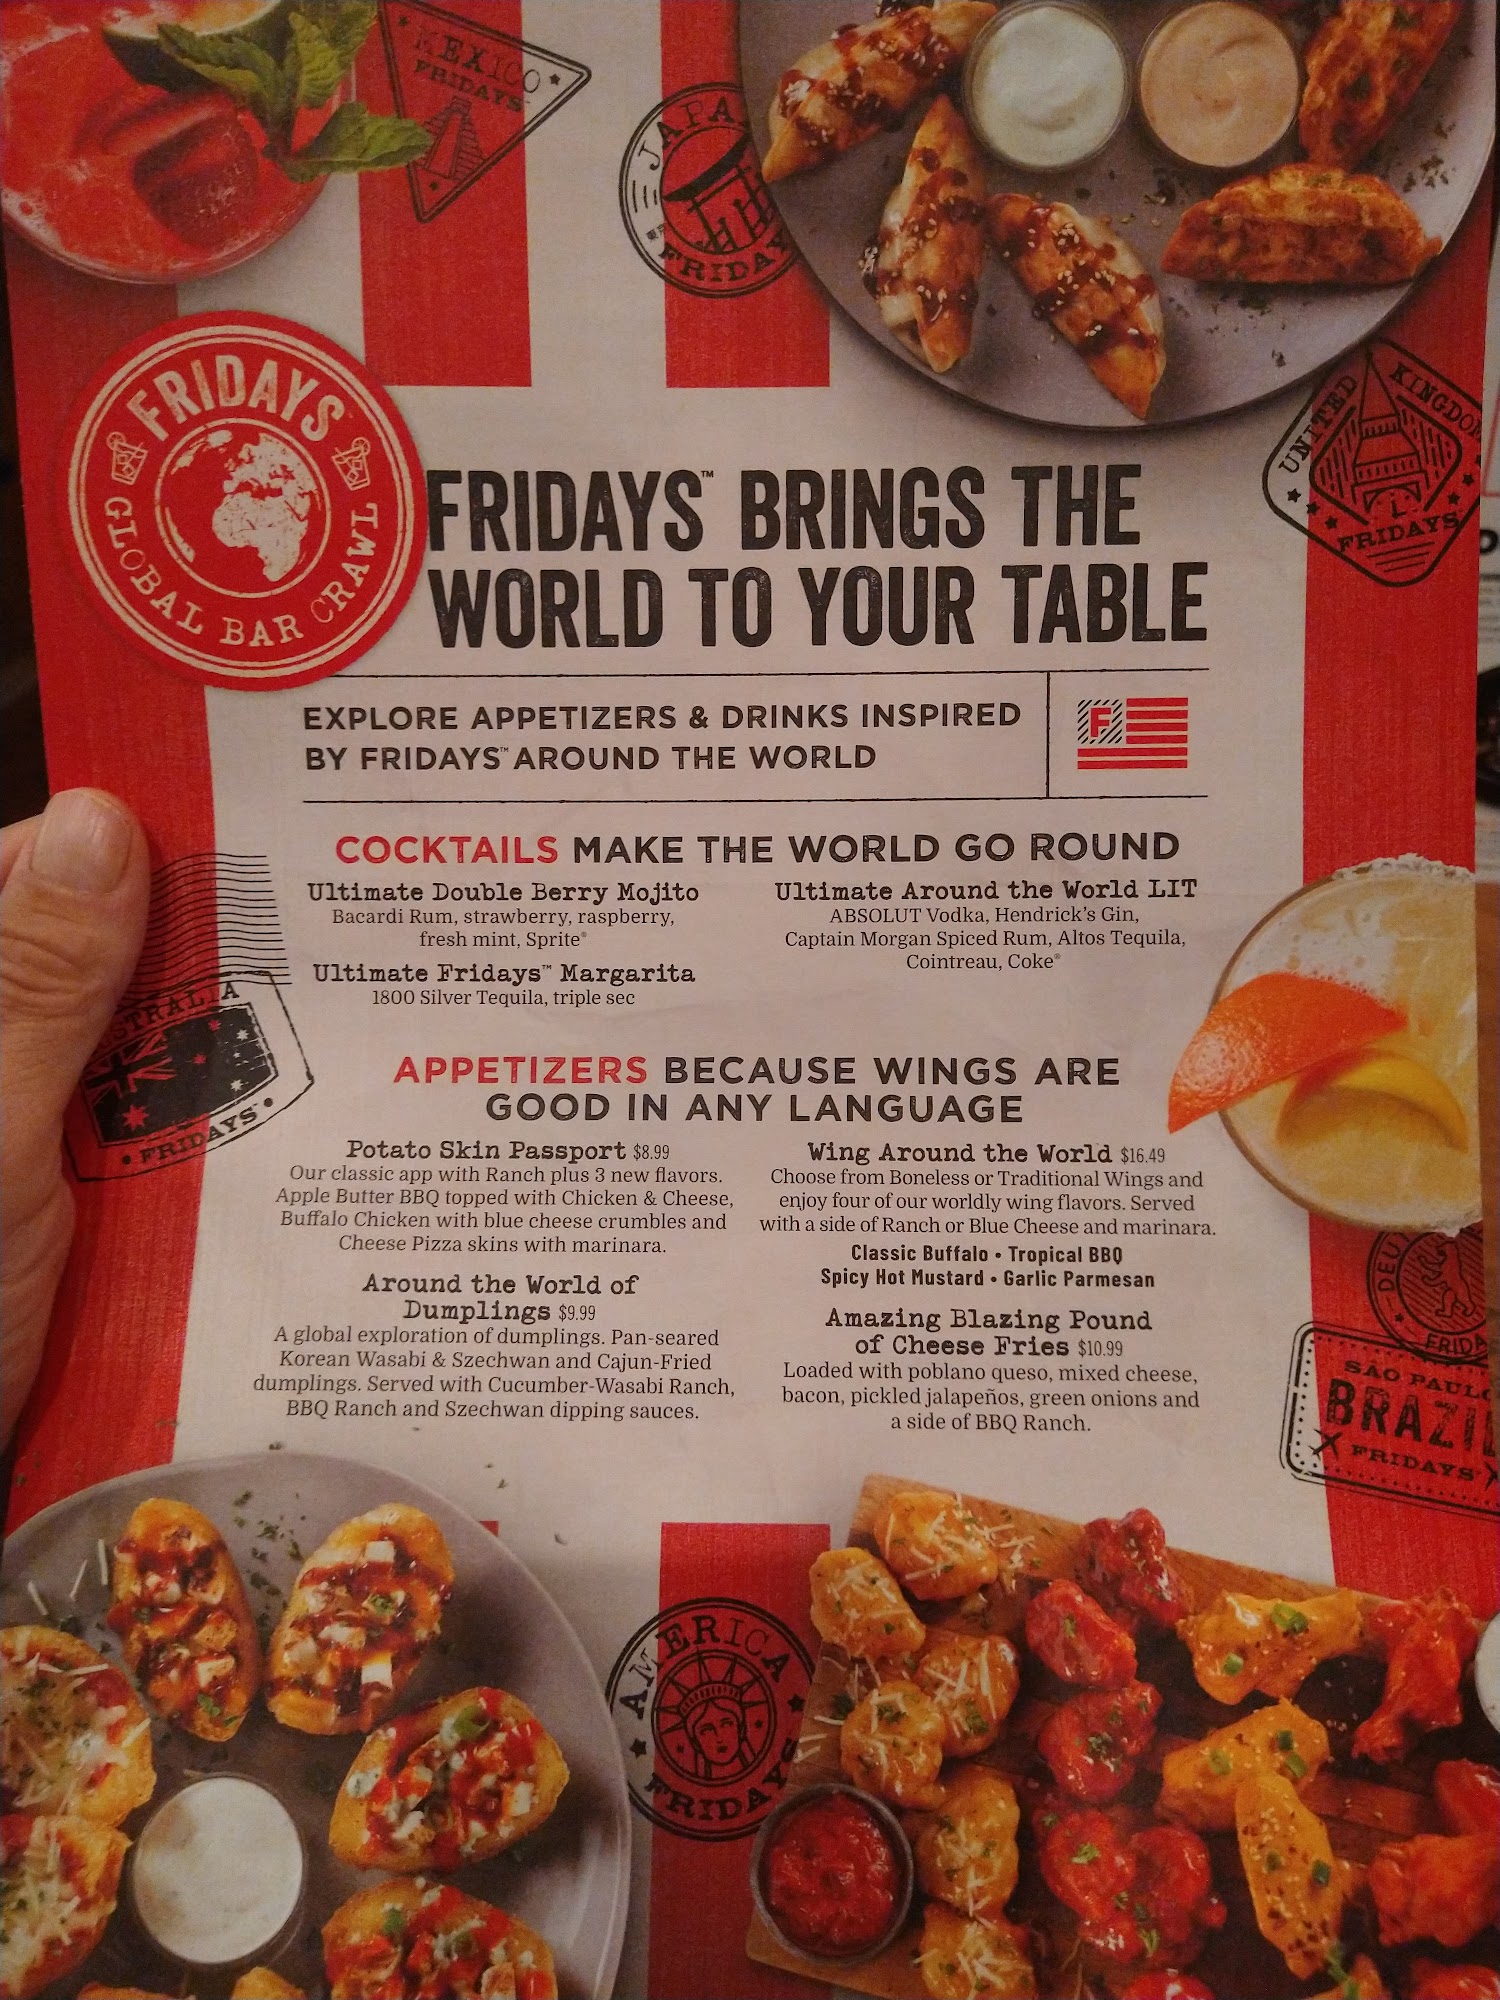 MEXICO
FRIDAYS™
FRIDAYS
UNITED KINGDOM
FRIDAYS
FRIDAYS™
GLOBAL BAR CRAWL
FRIDAYS™ BRINGS THE
WORLD TO YOUR TABLE
EXPLORE APPETIZERS & DRINKS INSPIRED
BY FRIDAYS™ AROUND THE WORLD
F
COCKTAILS MAKE THE WORLD GO ROUND
Ultimate Double Berry Mojito
Bacardi Rum, strawberry, raspberry,
fresh mint, Sprite®
Ultimate Fridays™ Margarita
1800 Silver Tequila, triple sec
Ultimate Around the World LIT
ABSOLUT Vodka, Hendrick's Gin,
Captain Morgan Spiced Rum, Altos Tequila,
Cointreau, Coke®
FRIDAYS™
APPETIZERS BECAUSE WINGS ARE
GOOD IN ANY LANGUAGE
Potato Skin Passport $8.99
Our classic app with Ranch plus 3 new flavors.
Apple Butter BBQ topped with Chicken & Cheese,
Buffalo Chicken with blue cheese crumbles and
Cheese Pizza skins with marinara.
Around the World of
Dumplings $9.99
A global exploration of dumplings. Pan-seared
Korean Wasabi & Szechwan and Cajun-Fried
dumplings. Served with Cucumber-Wasabi Ranch,
BBQ Ranch and Szechwan dipping sauces.
Wing Around the World $16.49
Choose from Boneless or Traditional Wings and
enjoy four of our worldly wing flavors. Served
with a side of Ranch or Blue Cheese and marinara.
Classic Buffalo • Tropical BBQ
Spicy Hot Mustard • Garlic Parmesan
Amazing Blazing Pound
of Cheese Fries $10.99
Loaded with poblano queso, mixed cheese,
bacon, pickled jalapeños, green onions and
a side of BBQ Ranch.
SAO PAULO
BRAZIL
FRIDAYS™
AMERICA
FRIDAYS